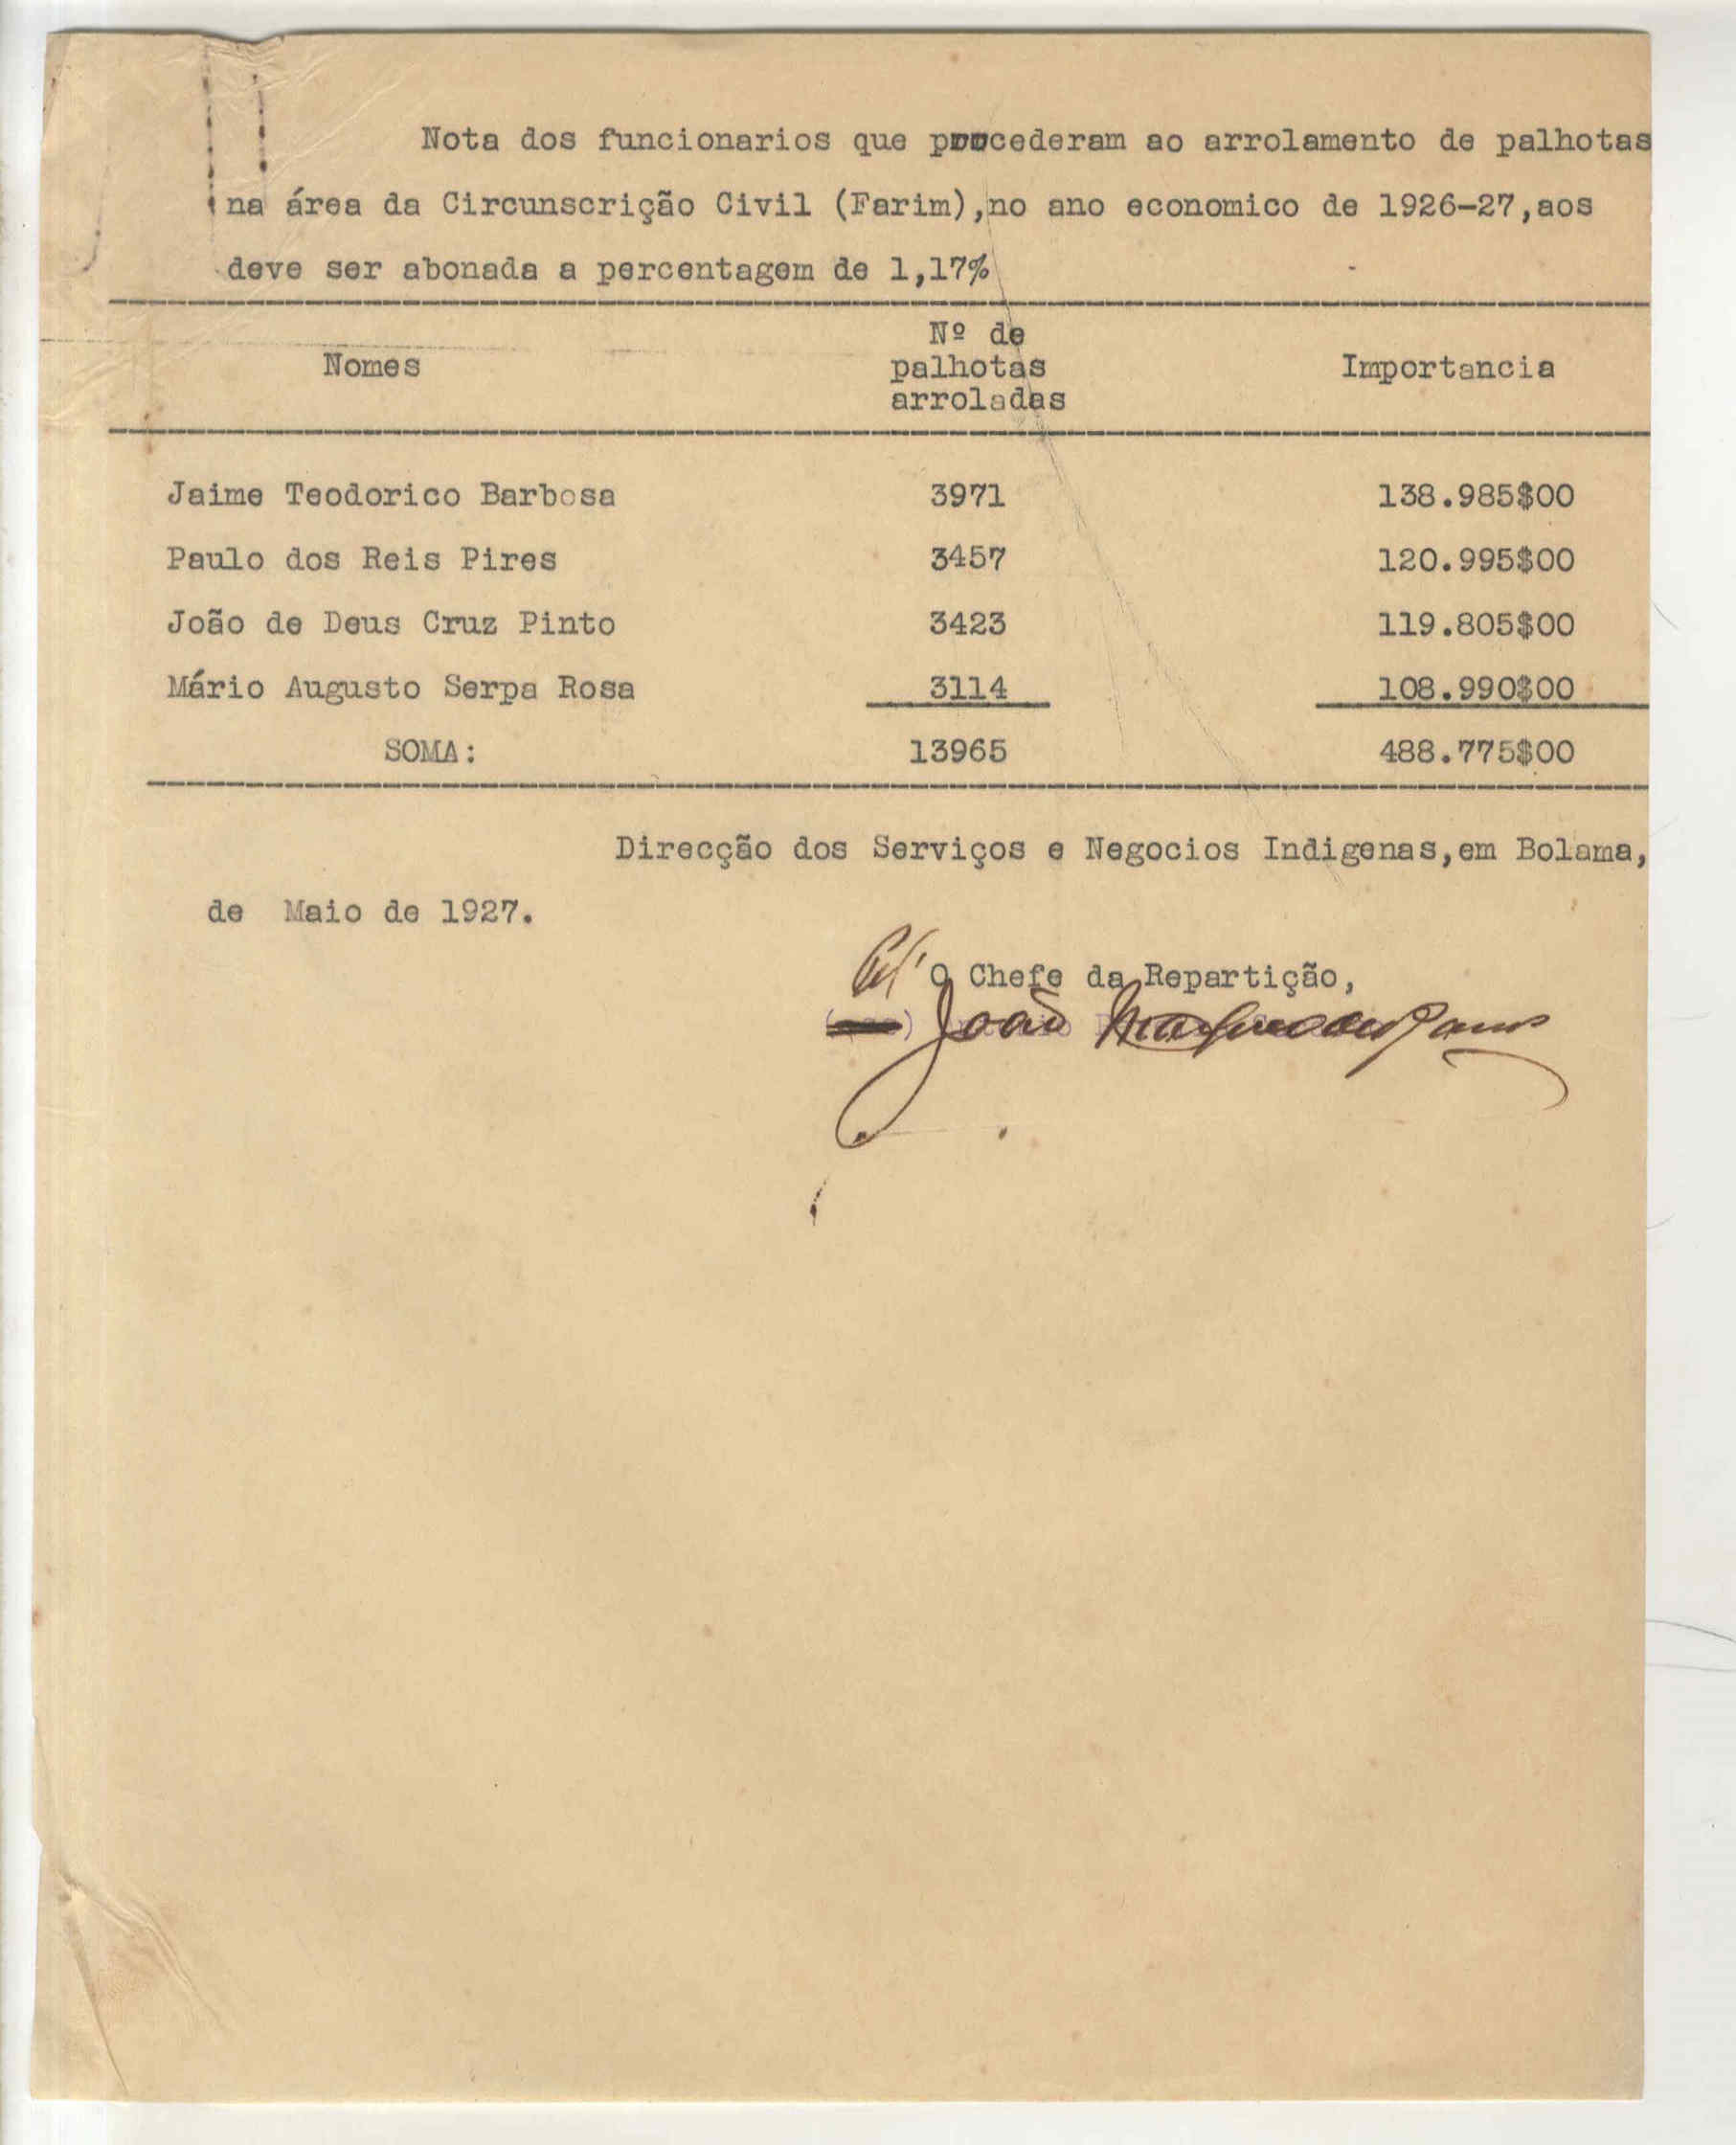 Nota dos funcionarios que procederam ao arrolamento de palhotas
na área da Circunscrição Civil (Farim),no ano economico de 1926-27,aos
deve ser abonada a percentagem de 1,17%
Nº de
Nomes palhotas Importancia
arroladas
Jaime Teodorico Barbosa 3971 138.985$00
Paulo dos Reis Pires 3457 120.995$00
João de Deus Cruz Pinto 3423 119.805$00
Mário Augusto Serpa Rosa 3114 108.990$00
SOMA: 13965 488.775$00
Direcção dos Serviços e Negocios Indigenas,em Bolama,
de Maio de 1927.
O Chefe da Repartição,
João